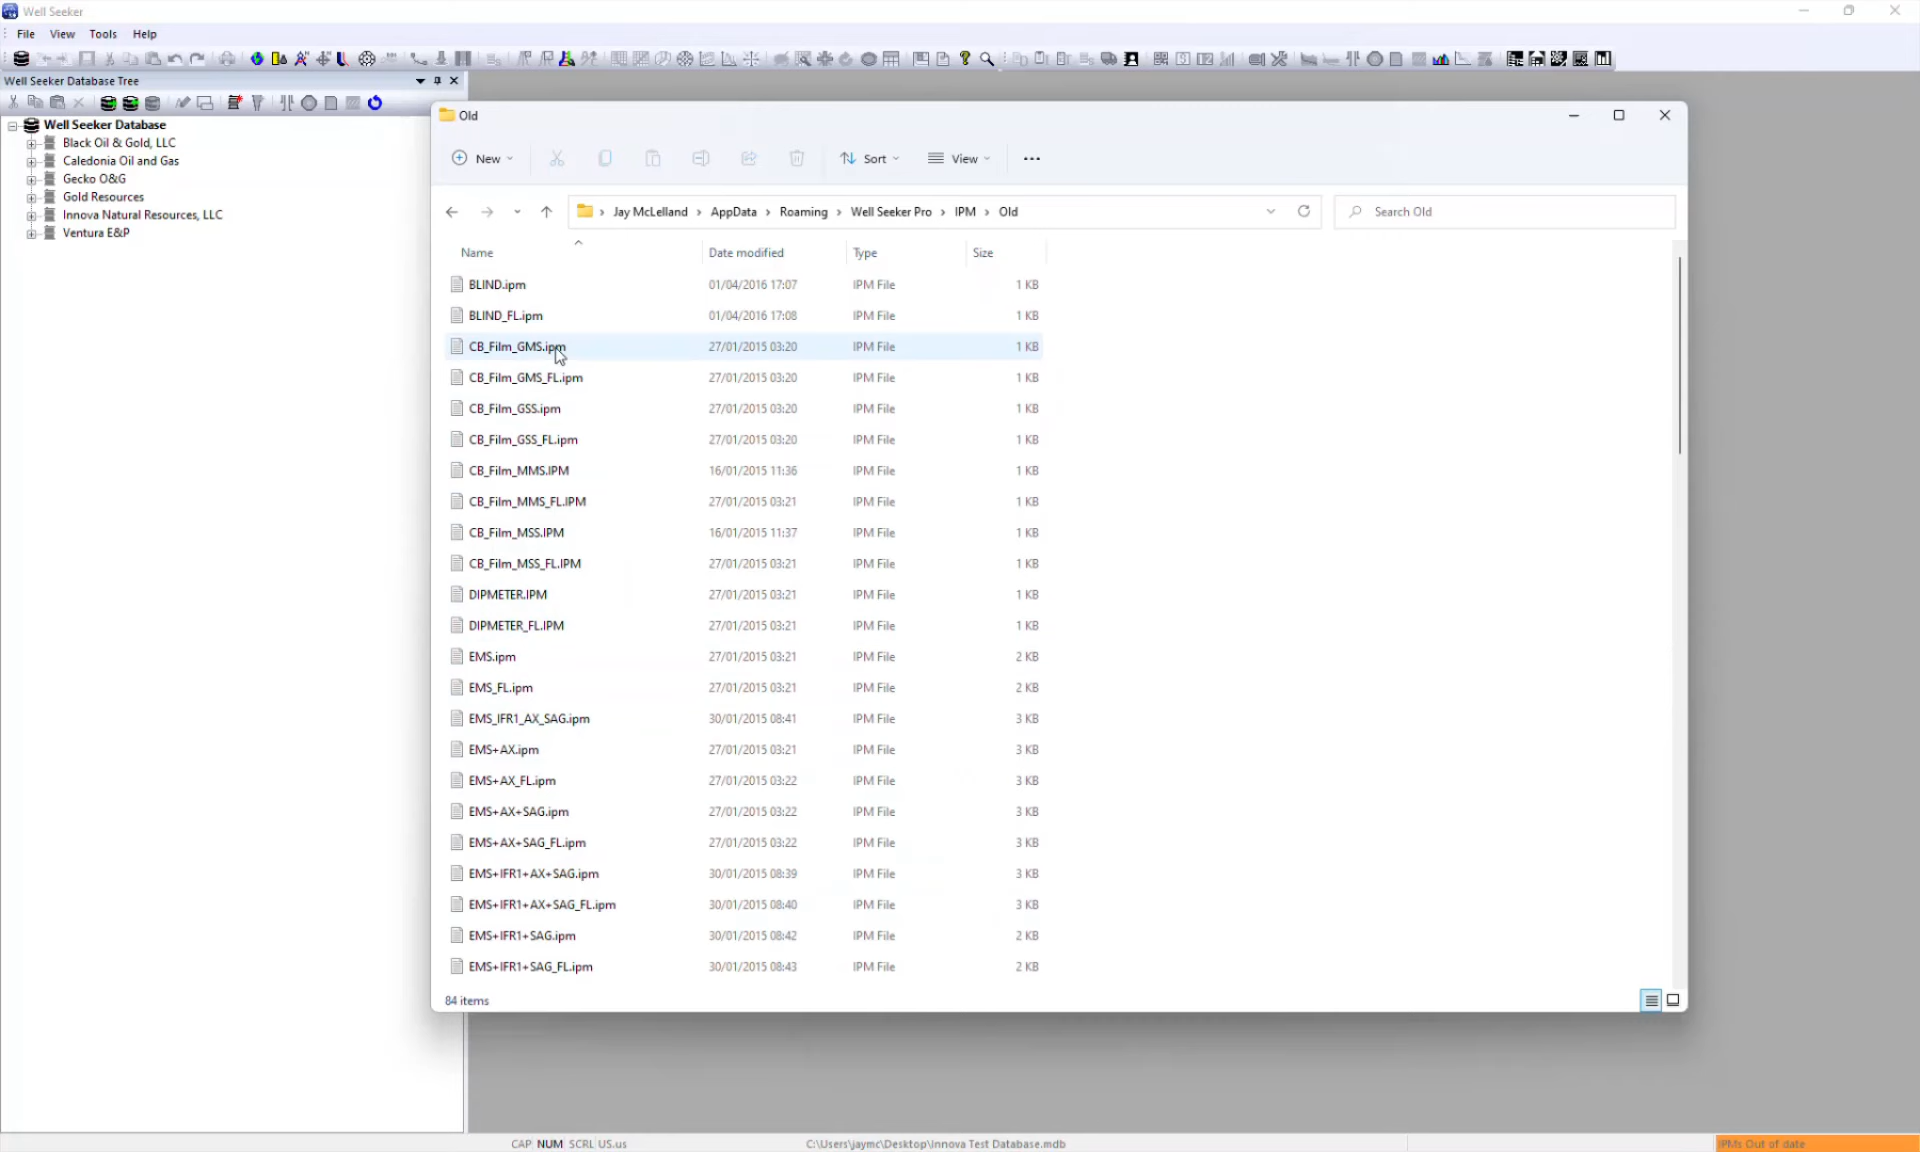 Well Seeker
File View Tools Help
Well Seeker Database Tree
Well Seeker Database
Black Oil & Gold, LLC
Caledonia Oil and Gas
Gecko O&G
Gold Resources
Innova Natural Resources, LLC
Ventura E&P
Old
New Sort View
Jay McLelland › AppData › Roaming › Well Seeker Pro › IPM › Old
Search Old
Name Date modified Type Size
BLIND.ipm 01/04/2016 17:07 IPM File 1 KB
BLIND_FL.ipm 01/04/2016 17:08 IPM File 1 KB
CB_Film_GMS.ipm 27/01/2015 03:20 IPM File 1 KB
CB_Film_GMS_FL.ipm 27/01/2015 03:20 IPM File 1 KB
CB_Film_GSS.ipm 27/01/2015 03:20 IPM File 1 KB
CB_Film_GSS_FL.ipm 27/01/2015 03:20 IPM File 1 KB
CB_Film_MMS.IPM 16/01/2015 11:36 IPM File 1 KB
CB_Film_MMS_FL.IPM 27/01/2015 03:21 IPM File 1 KB
CB_Film_MSS.IPM 16/01/2015 11:37 IPM File 1 KB
CB_Film_MSS_FL.IPM 27/01/2015 03:21 IPM File 1 KB
DIPMETER.IPM 27/01/2015 03:21 IPM File 1 KB
DIPMETER_FL.IPM 27/01/2015 03:21 IPM File 1 KB
EMS.ipm 27/01/2015 03:21 IPM File 2 KB
EMS_FL.ipm 27/01/2015 03:21 IPM File 2 KB
EMS_IFR1_AX_SAG.ipm 30/01/2015 08:41 IPM File 3 KB
EMS+AX.ipm 27/01/2015 03:21 IPM File 3 KB
EMS+AX_FL.ipm 27/01/2015 03:22 IPM File 3 KB
EMS+AX+SAG.ipm 27/01/2015 03:22 IPM File 3 KB
EMS+AX+SAG_FL.ipm 27/01/2015 03:22 IPM File 3 KB
EMS+IFR1+AX+SAG.ipm 30/01/2015 08:39 IPM File 3 KB
EMS+IFR1+AX+SAG_FL.ipm 30/01/2015 08:40 IPM File 3 KB
EMS+IFR1+SAG.ipm 30/01/2015 08:42 IPM File 2 KB
EMS+IFR1+SAG_FL.ipm 30/01/2015 08:43 IPM File 2 KB
84 items
CAP NUM SCRL US.us C:\Users\jaymc\Desktop\Innova Test Database.mdb IPMs Out of date